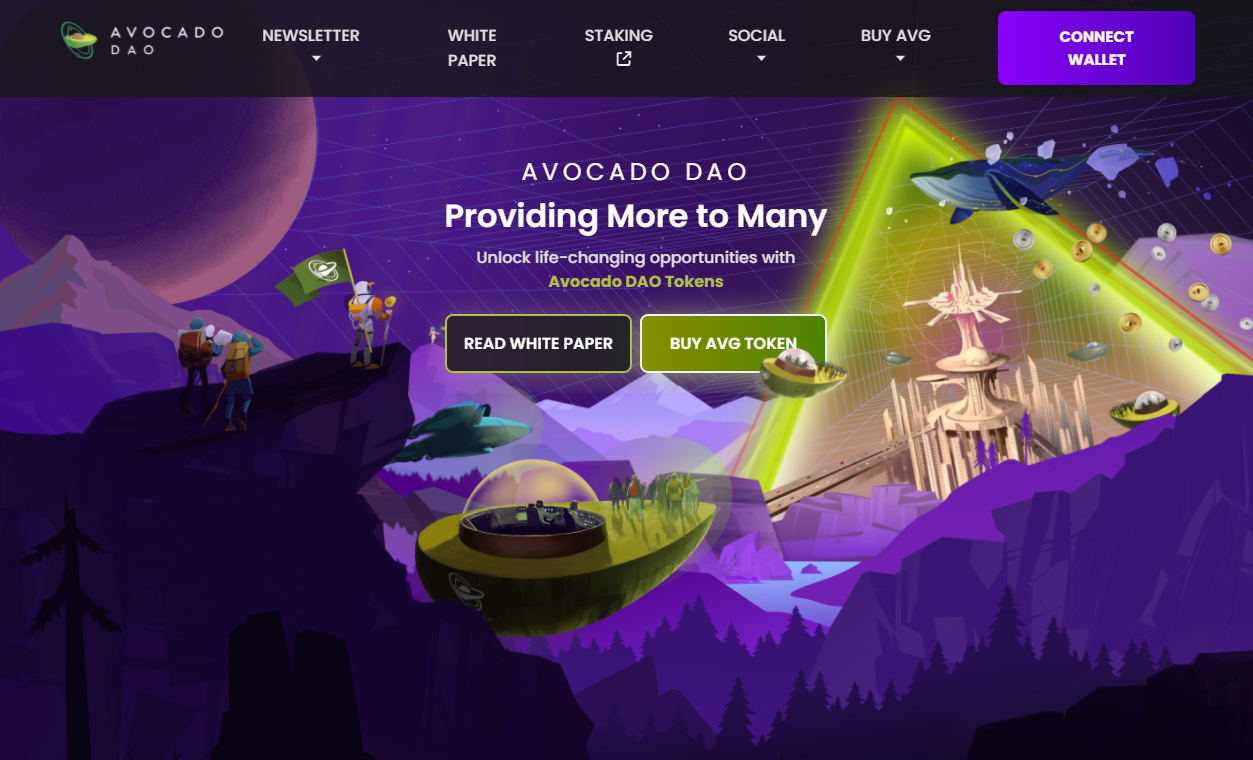 AVOCADO
DAO
NEWSLETTER
WHITE
PAPER
STAKING
SOCIAL
BUY AVG
CONNECT
WALLET
AVOCADO DAO
Providing More to Many
Unlock life-changing opportunities with
Avocado DAO Tokens
READ WHITE PAPER
BUY AVG TOKEN